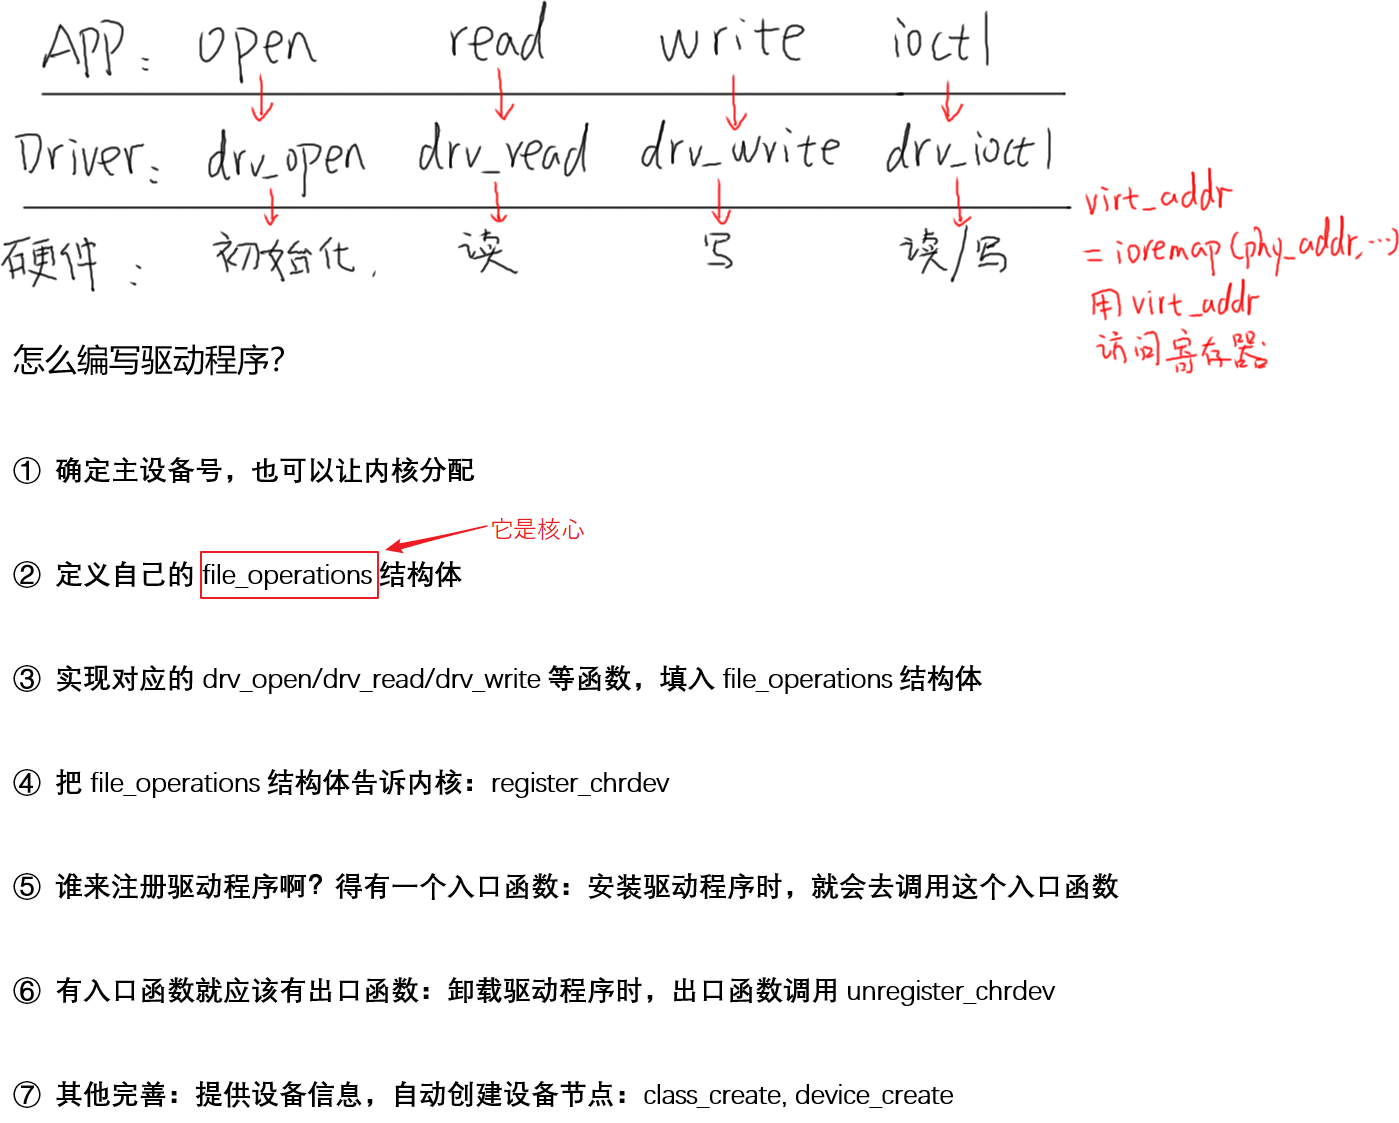 APP: open read write ioctl
Driver: drv_open drv_read drv_write drv_ioctl
硬件: 初始化, 读 写 读/写
virt_addr
= ioremap(phy_addr, ...)
用 virt_addr
访问寄存器
怎么编写驱动程序?
① 确定主设备号，也可以让内核分配
它是核心
② 定义自己的 file_operations 结构体
③ 实现对应的 drv_open/drv_read/drv_write 等函数，填入 file_operations 结构体
④ 把 file_operations 结构体告诉内核：register_chrdev
⑤ 谁来注册驱动程序啊？得有一个入口函数：安装驱动程序时，就会去调用这个入口函数
⑥ 有入口函数就应该有出口函数：卸载驱动程序时，出口函数调用 unregister_chrdev
⑦ 其他完善：提供设备信息，自动创建设备节点：class_create, device_create